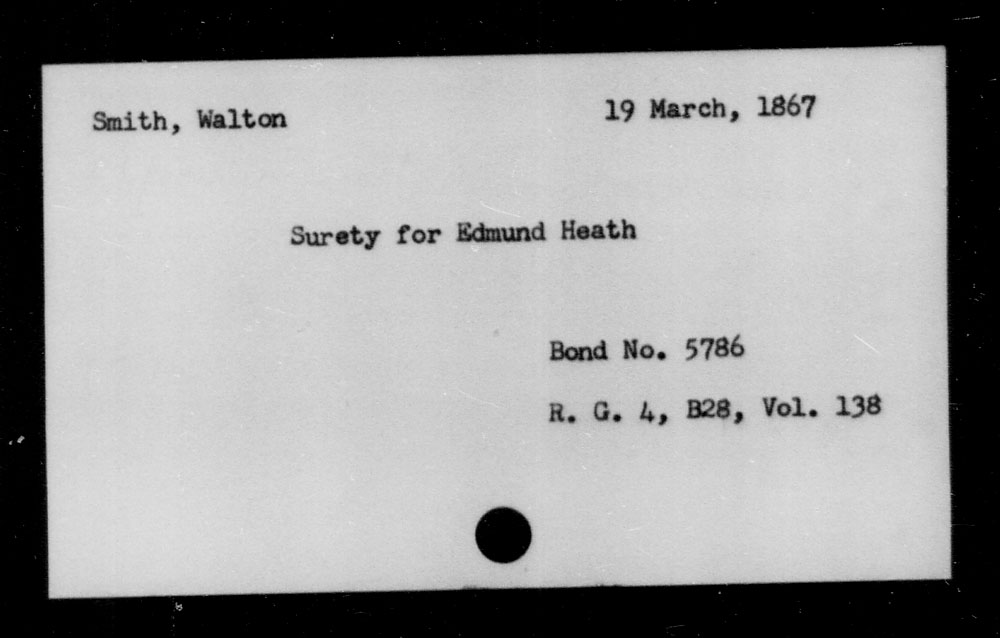 Smith, Walton 19 March, 1867
Surety for Edmund Heath
Bond No. 5786
R. G. 4, B28, Vol. 138